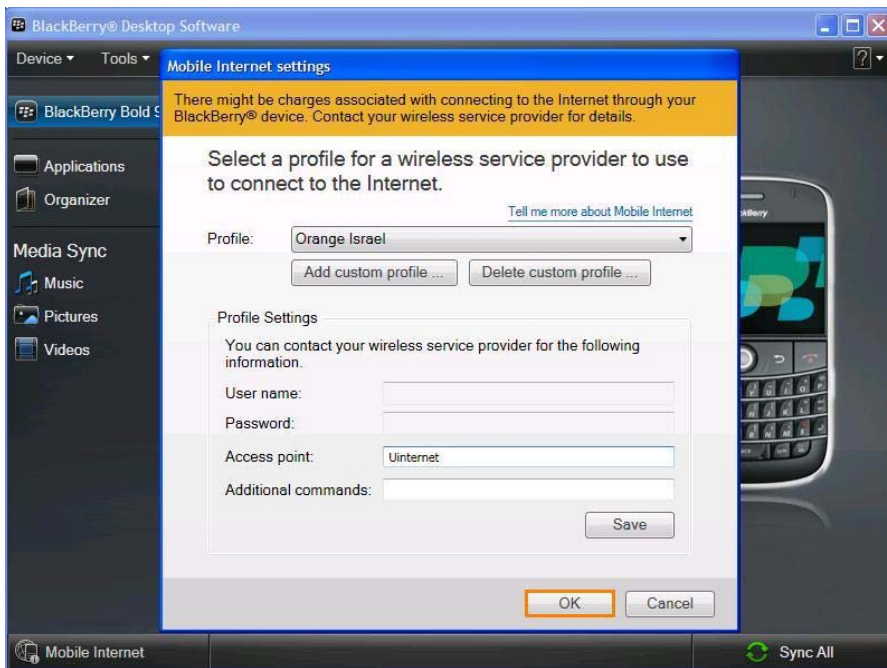 BlackBerry® Desktop Software
Device Tools ?
Mobile Internet settings
There might be charges associated with connecting to the Internet through your
BlackBerry® device. Contact your wireless service provider for details.
BlackBerry Bold 9
Applications
Organizer
Media Sync
Music
Pictures
Videos
Select a profile for a wireless service provider to use
to connect to the Internet.
Tell me more about Mobile Internet
Profile: Orange Israel
Add custom profile ... Delete custom profile ...
Profile Settings
You can contact your wireless service provider for the following
information.
User name:
Password:
Access point: Uinternet
Additional commands:
Save
OK Cancel
Mobile Internet Sync All